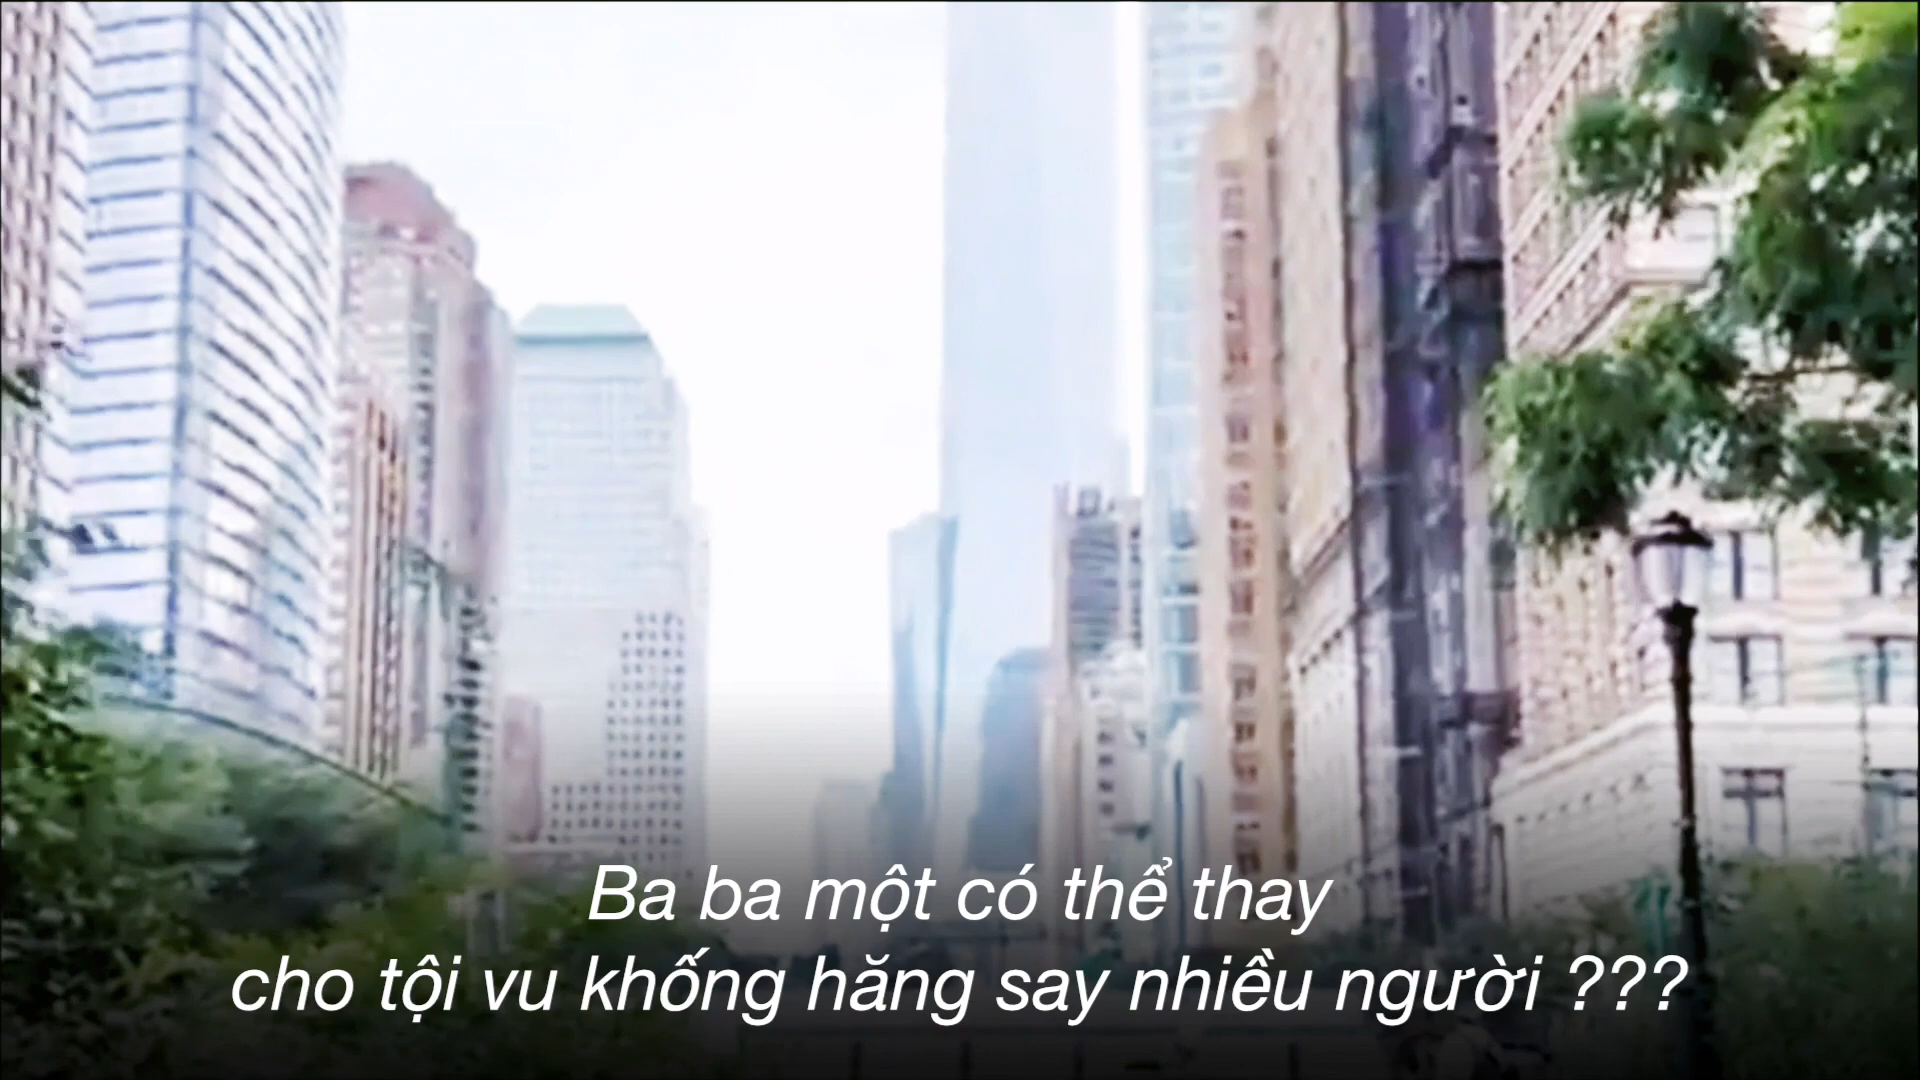 Ba ba một có thể thay
cho tội vu khống hăng say nhiều người ???